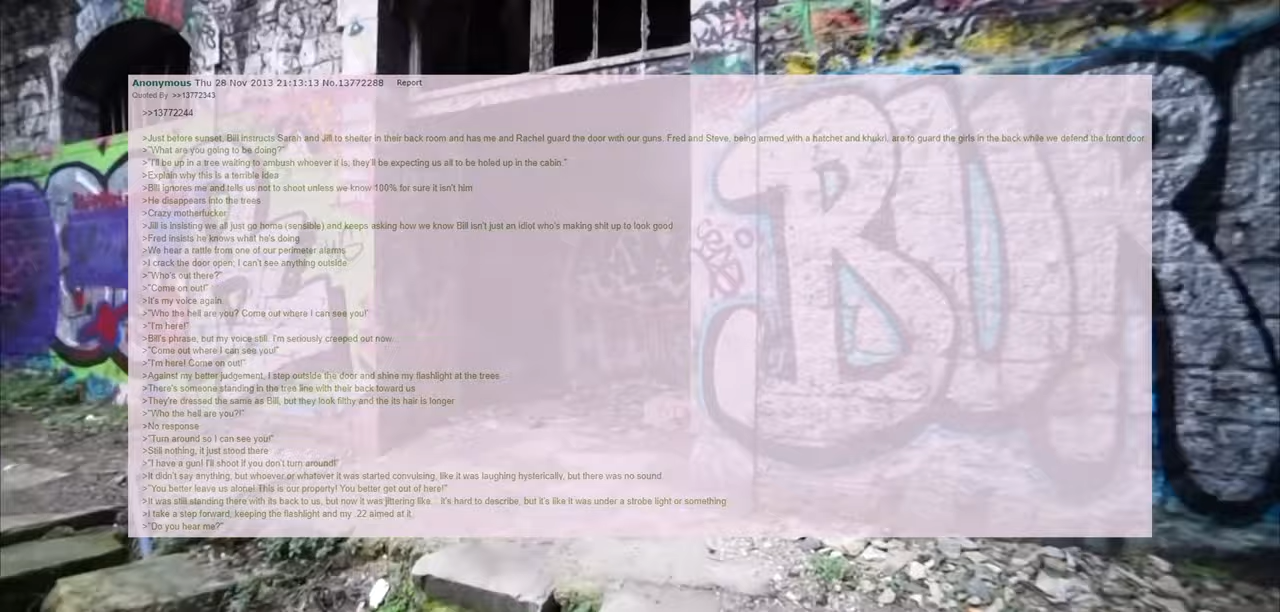 Anonymous Thu 28 Nov 2013 21:13:13 No.13772288 Report
Quoted By: >>13772343
>>13772244
>Just before sunset, Bill instructs Sarah and Jill to shelter in their back room and has me and Rachel guard the door with our guns. Fred and Steve, being armed with a hatchet and khukri, are to guard the girls in the back while we defend the front door
>"What are you going to be doing?"
>"I'll be up in a tree waiting to ambush whoever it is, they'll be expecting us all to be holed up in the cabin."
>Explain why this is a terrible idea
>Bill ignores me and tells us not to shoot unless we know 100% for sure it isn't him
>He disappears into the trees
>Crazy motherfucker
>Jill is insisting we all just go home (sensible) and keeps asking how we know Bill isn't just an idiot who's making shit up to look good
>Fred insists he knows what he's doing
>We hear a rattle from one of our perimeter alarms
>I crack the door open, I can't see anything outside
>"Who's out there?"
>"Come on out!"
>It's my voice again
>"Who the hell are you? Come out where I can see you!"
>"I'm here!"
>Bill's phrase, but my voice still. I'm seriously creeped out now.
>"Come out where I can see you!"
>"I'm here! Come on out!"
>Against my better judgement, I step outside the door and shine my flashlight at the trees
>There's someone standing in the tree line with their back toward us
>They're dressed the same as Bill, but they look filthy and the its hair is longer
>"Who the hell are you?!"
>No response
>"Turn around so I can see you!"
>Still nothing, it just stood there
>"I have a gun! I'll shoot if you don't turn around!"
>It didn't say anything, but whoever or whatever it was started convulsing, like it was laughing hysterically, but there was no sound.
>"You better leave us alone! This is our property! You better get out of here!"
>It was still standing there with its back to us, but now it was jittering like... it's hard to describe, but it's like it was under a strobe light or something
>I take a step forward, keeping the flashlight and my .22 aimed at it.
>"Do you hear me?"